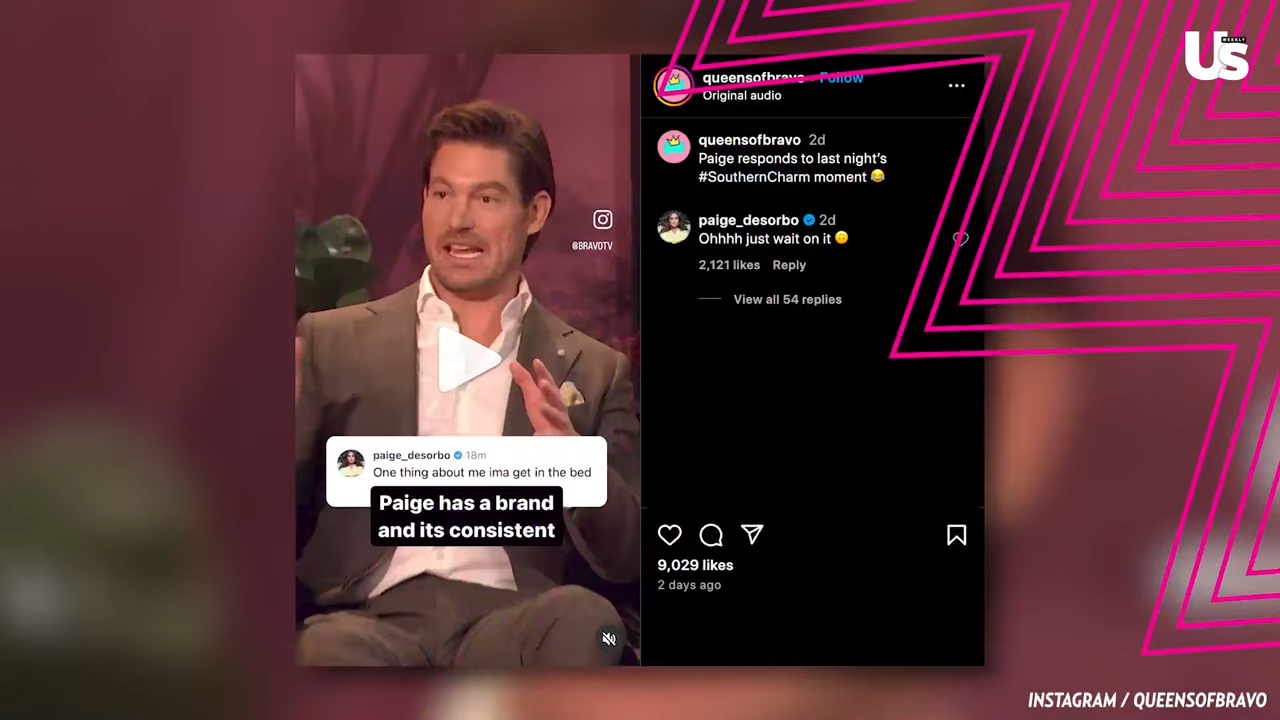 Us
WEEKLY
queensofbravo • Follow
Original audio
queensofbravo 2d
Paige responds to last night's
#SouthernCharm moment 😂
paige_desorbo 2d
Ohhhh just wait on it 🙃
2,121 likes Reply
View all 54 replies
@BRAVOTV
paige_desorbo 18m
One thing about me ima get in the bed
Paige has a brand
and its consistent
9,029 likes
2 days ago
INSTAGRAM / QUEENSOFBRAVO